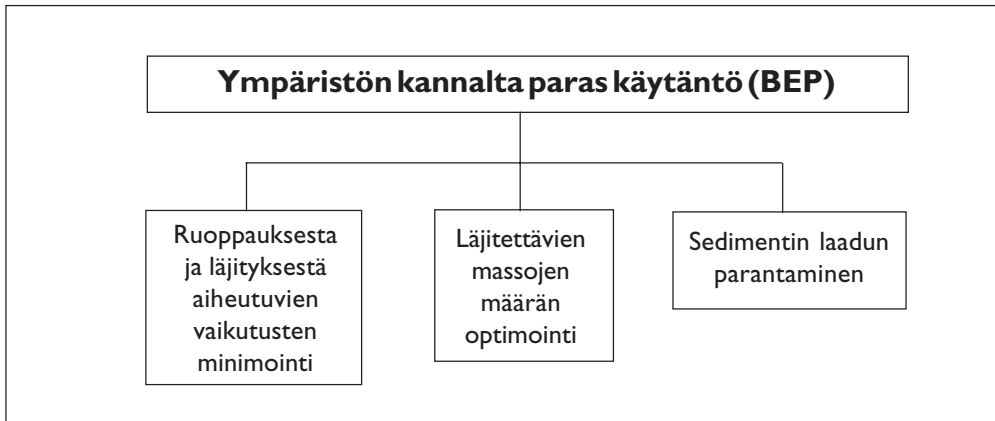 Ympäristön kannalta paras käytäntö (BEP)
Ruoppauksesta
ja läjityksestä
aiheutuvien
vaikutusten
minimointi
Läjitettävien
massojen
määrän
optimointi
Sedimentin laadun
parantaminen